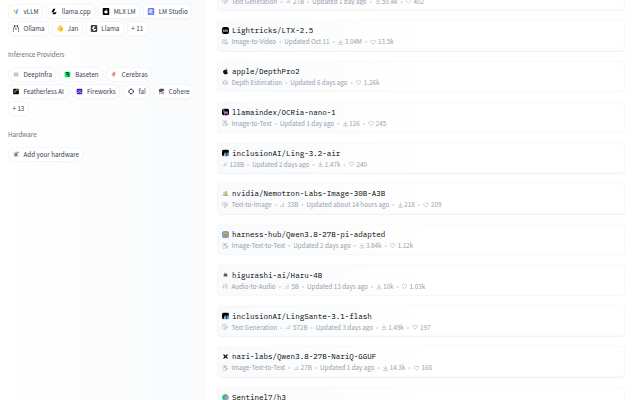 vLLM llama.cpp MLX LM LM Studio
Ollama Jan Llama + 11
Inference Providers
DeepInfra Baseten Cerebras
Featherless AI Fireworks fal Cohere
+ 13
Hardware
Add your hardware
Lightricks/LTX-2.5
Image-to-Video • Updated Oct 11 • 3.04M • 13.5k
apple/DepthPro2
Depth Estimation • Updated 6 days ago • 1.26k
llamaindex/OCRia-nano-1
Image-to-Text • Updated 1 day ago • 126 • 245
inclusionAI/Ling-3.2-air
128B • Updated 2 days ago • 1.47k • 240
nvidia/Nemotron-Labs-Image-30B-A3B
Text-to-Image • 33B • Updated about 14 hours ago • 218 • 209
harness-hub/Qwen3.8-27B-pi-adapted
Image-Text-to-Text • Updated 2 days ago • 3.84k • 1.12k
higurashi-ai/Haru-4B
Audio-to-Audio • 5B • Updated 13 days ago • 10k • 1.03k
inclusionAI/LingSante-3.1-flash
Text Generation • 572B • Updated 3 days ago • 1.49k • 197
nari-labs/Qwen3.8-27B-NariQ-GGUF
Image-Text-to-Text • 27B • Updated 1 day ago • 14.3k • 168
Sentinel7/h3